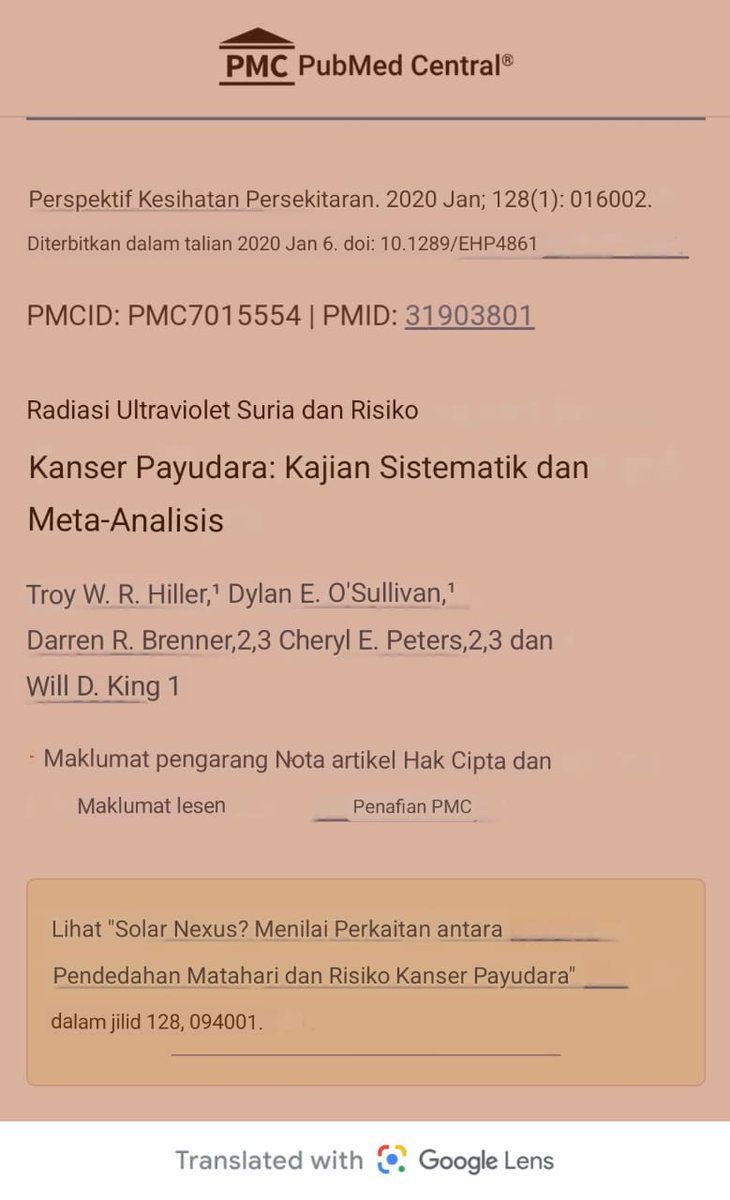 PMC PubMed Central®
Perspektif Kesihatan Persekitaran. 2020 Jan; 128(1): 016002.
Diterbitkan dalam talian 2020 Jan 6. doi: 10.1289/EHP4861
PMCID: PMC7015554 | PMID: 31903801
Radiasi Ultraviolet Suria dan Risiko
Kanser Payudara: Kajian Sistematik dan
Meta-Analisis
Troy W. R. Hiller,¹ Dylan E. O'Sullivan,¹
Darren R. Brenner,2,3 Cheryl E. Peters,2,3 dan
Will D. King 1
Maklumat pengarang Nota artikel Hak Cipta dan
Maklumat lesen Penafian PMC
Lihat "Solar Nexus? Menilai Perkaitan antara
Pendedahan Matahari dan Risiko Kanser Payudara"
dalam jilid 128, 094001.
Translated with Google Lens